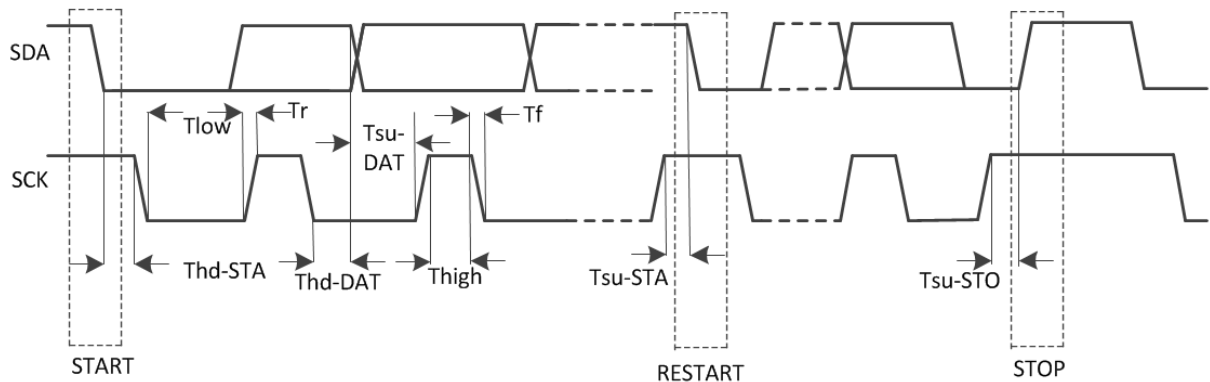 SDA
Tlow
Tr
Tsu-
DAT
Tf
SCK
Thd-STA
Thd-DAT
Thigh
Tsu-STA
Tsu-STO
START
RESTART
STOP